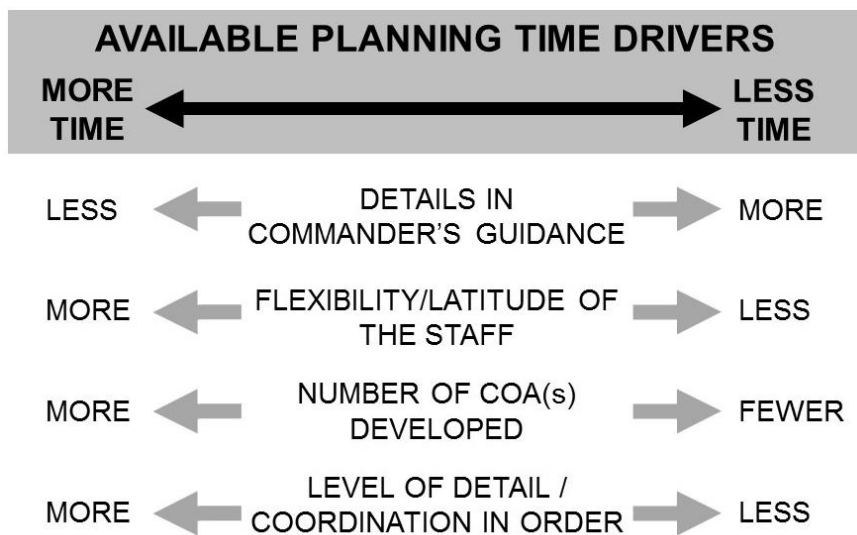 AVAILABLE PLANNING TIME DRIVERS
MORE
TIME
LESS
TIME
LESS
DETAILS IN
COMMANDER'S GUIDANCE
MORE
MORE
FLEXIBILITY/LATITUDE OF
THE STAFF
LESS
MORE
NUMBER OF COA(s)
DEVELOPED
FEWER
MORE
LEVEL OF DETAIL /
COORDINATION IN ORDER
LESS